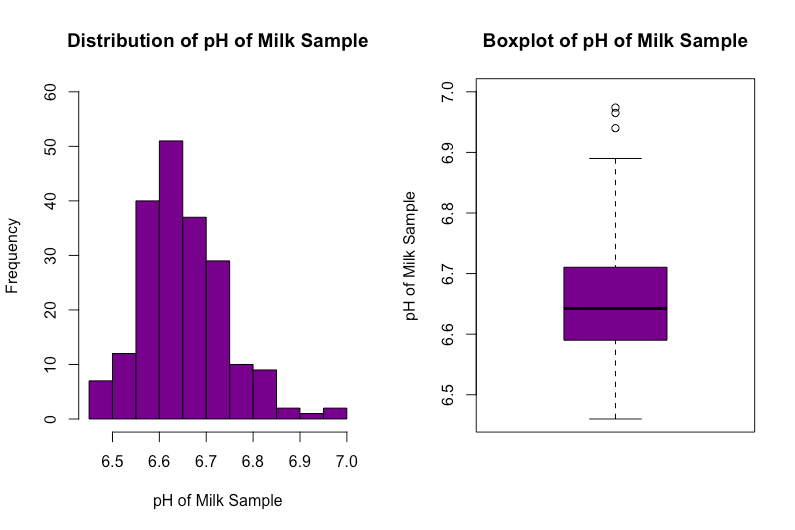 Distribution of pH of Milk Sample
60
50
40
30
20
10
0
Frequency
6.5 6.6 6.7 6.8 6.9 7.0
pH of Milk Sample
Boxplot of pH of Milk Sample
7.0
6.9
6.8
6.7
6.6
6.5
pH of Milk Sample